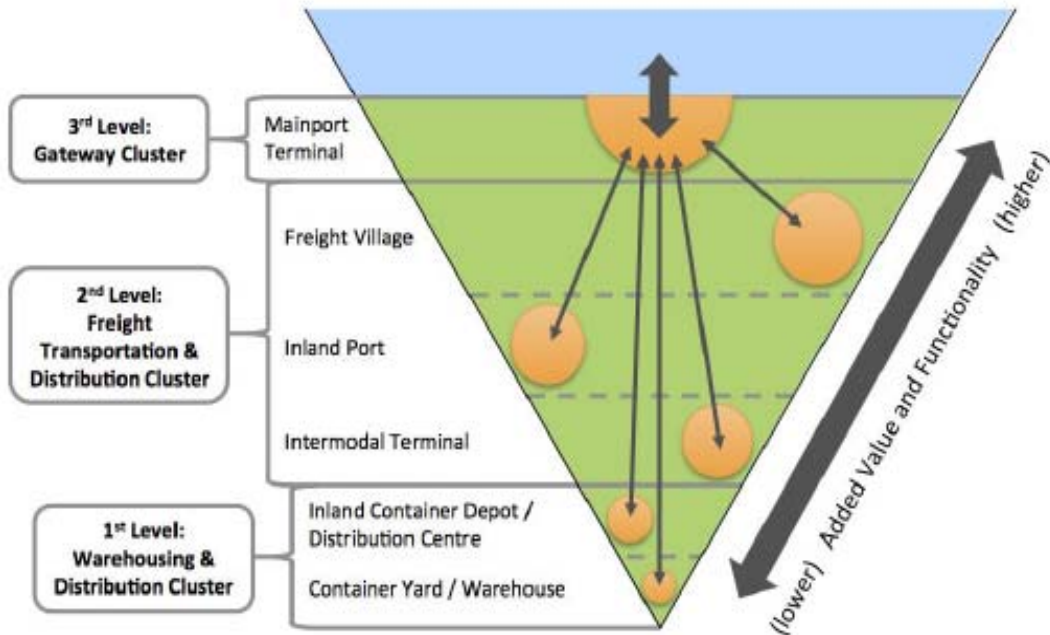 3rd Level:
Gateway Cluster
Mainport
Terminal
Freight Village
2nd Level:
Freight
Transportation &
Distribution Cluster
Inland Port
Intermodal Terminal
1st Level:
Warehousing &
Distribution Cluster
Inland Container Depot /
Distribution Centre
Container Yard / Warehouse
(lower) Added Value and Functionality (higher)